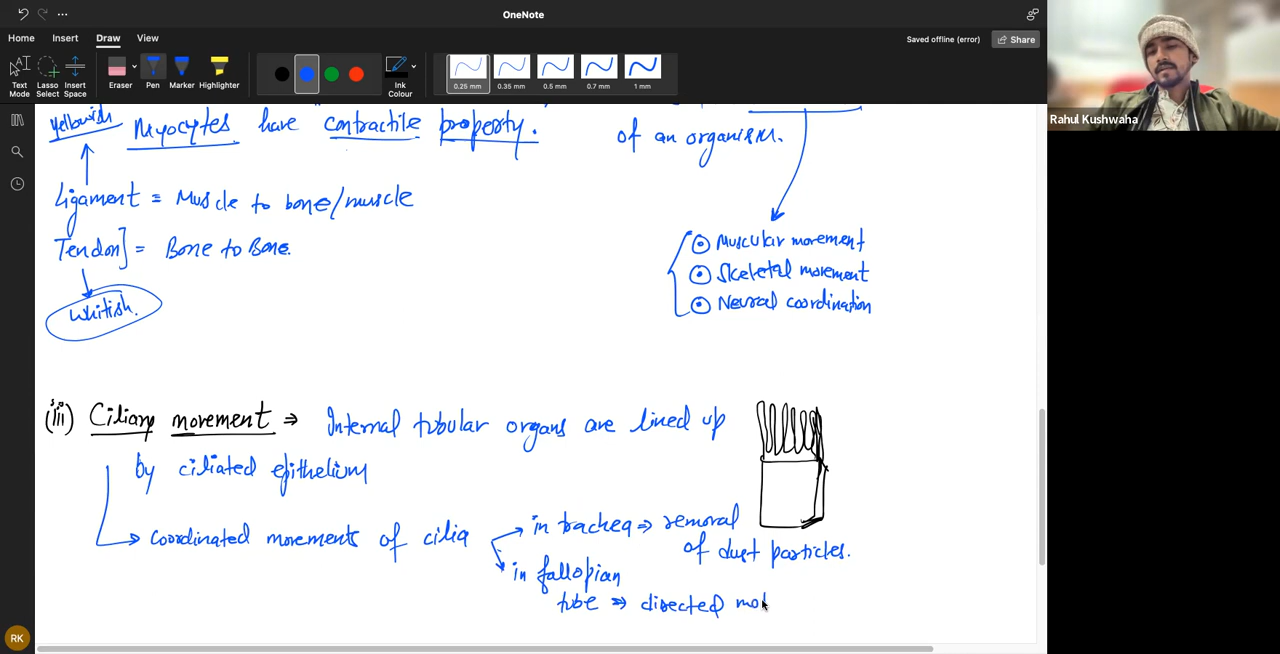 OneNote
Home Insert Draw View
Saved offline (error)
Share
Text Mode
Lasso Select
Insert Space
Eraser
Pen
Marker
Highlighter
Ink Colour
0.25 mm
0.35 mm
0.5 mm
0.7 mm
1 mm
Rahul Kushwaha
Yellowish Myocytes have contractile property.
of an organism.
Ligament = Muscle to bone/muscle
Tendon] = Bone to Bone.
Whitish.
Muscular movement
Skeletal movement
Neural coordination
(iii) Ciliary movement ⇒ Internal tubular organs are lined up
by ciliated epithelium
→ coordinated movements of cilia
in trachea ⇒ removal
of dust particles.
in fallopian
tube ⇒ directed mo
RK